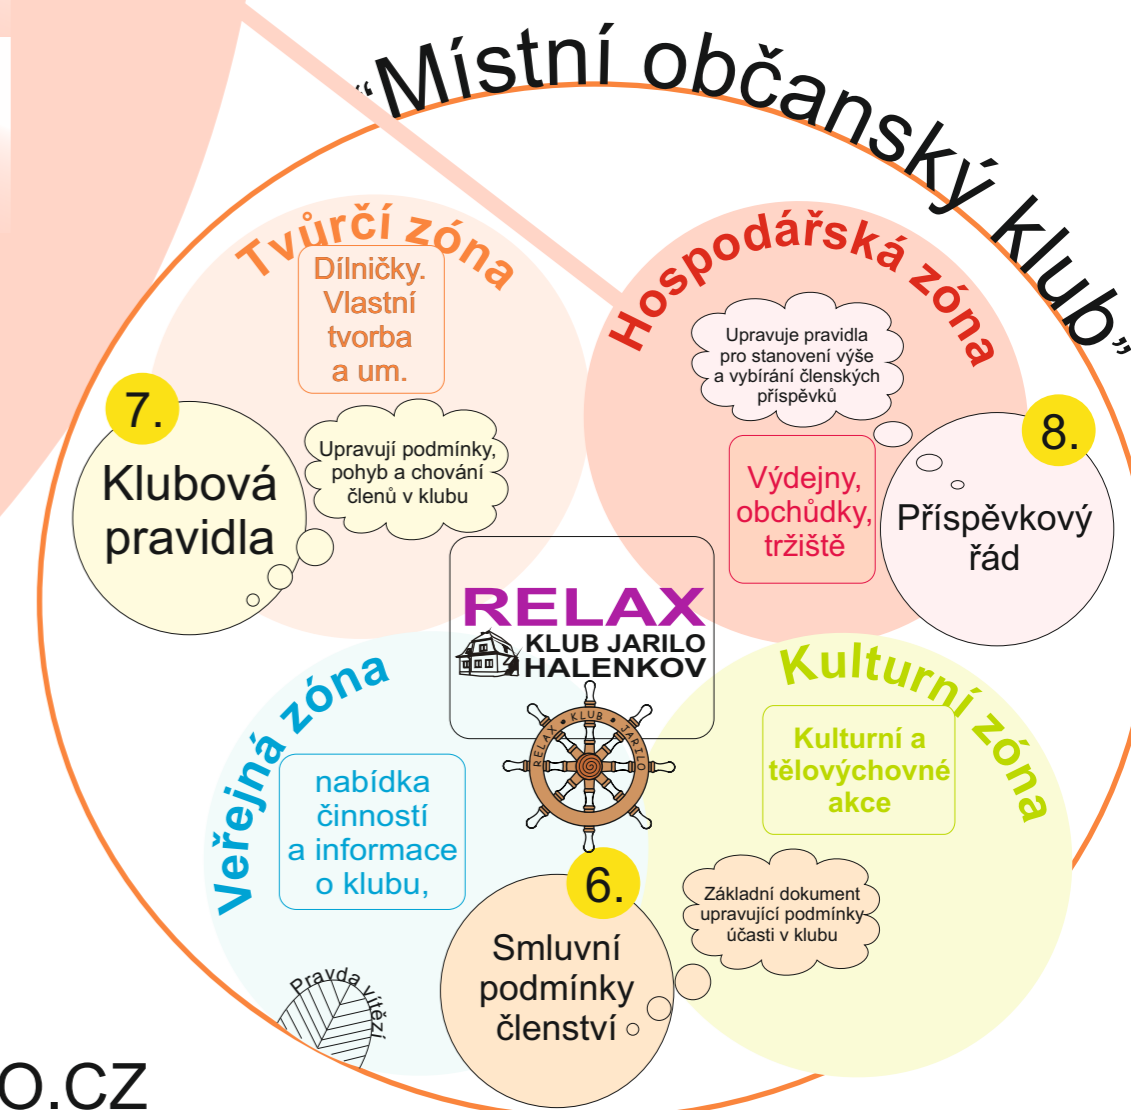 “Místní občanský klub”
Tvůrčí zóna
Dílničky.
Vlastní
tvorba
a um.
Hospodářská zóna
Upravuje pravidla
pro stanovení výše
a vybírání členských
příspěvků
7.
Klubová
pravidla
Upravují podmínky,
pohyb a chování
členů v klubu
8.
Příspěvkový
řád
Výdejny,
obchůdky,
tržiště
RELAX
KLUB JARILO
HALENKOV
RELAX • KLUB • JARILO
Veřejná zóna
nabídka
činností
a informace
o klubu,
Kulturní zóna
Kulturní a
tělovýchovné
akce
6.
Smluvní
podmínky
členství
Základní dokument
upravující podmínky
účasti v klubu
Pravda vítězí
O.CZ